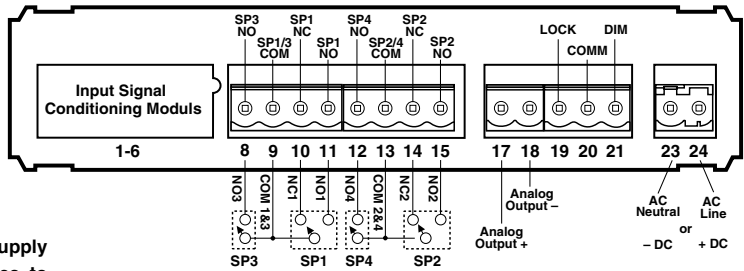 SP3 NO
SP1/3 COM
SP1 NC
SP1 NO
SP4 NO
SP2/4 COM
SP2 NC
SP2 NO
LOCK
COMM
DIM
Input Signal
Conditioning Moduls
1-6
8 9 10 11 12 13 14 15
17 18 19 20 21
23 24
NO3
COM 1&3
NC1
NO1
NO4
COM 2&4
NC2
NO2
SP3
SP1
SP4
SP2
Analog
Output –
Analog
Output +
AC
Neutral
or
– DC
AC
Line
+ DC
upply